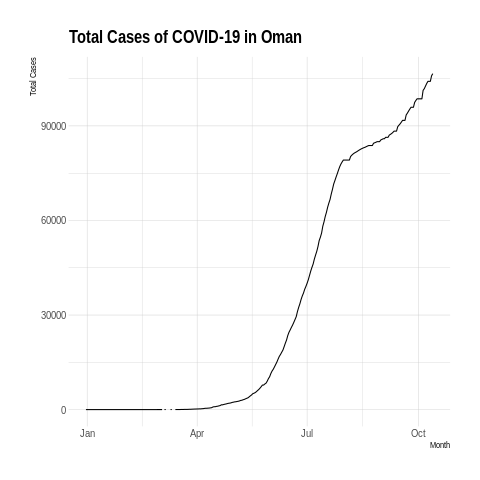 Total Cases of COVID-19 in Oman
Total Cases
90000
60000
30000
0
Jan Apr Jul Oct
Month